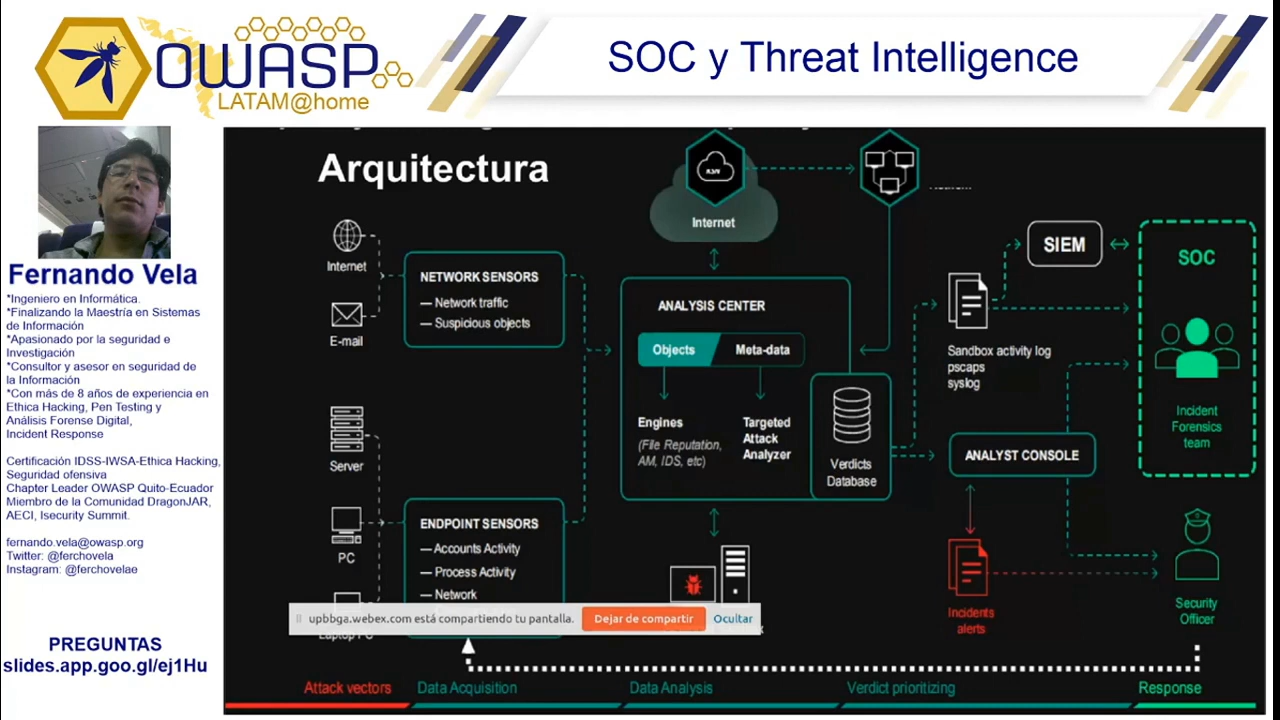 OWASP
LATAM@home
SOC y Threat Intelligence
Fernando Vela
*Ingeniero en Informática.
*Finalizando la Maestría en Sistemas
de Información
*Apasionado por la seguridad e
Investigación
*Consultor y asesor en seguridad de
la Información
*Con más de 8 años de experiencia en
Ethica Hacking, Pen Testing y
Análisis Forense Digital,
Incident Response
Certificación IDSS-IWSA-Ethica Hacking,
Seguridad ofensiva
Chapter Leader OWASP Quito-Ecuador
Miembro de la Comunidad DragonJAR,
AECI, Isecurity Summit.
fernando.vela@owasp.org
Twitter: @ferchovela
Instagram: @ferchovelae
PREGUNTAS
slides.app.goo.gl/ej1Hu
Arquitectura
Internet
E-mail
Server
PC
Laptop PC
NETWORK SENSORS
— Network traffic
— Suspicious objects
ENDPOINT SENSORS
— Accounts Activity
— Process Activity
— Network
KSN
Internet
ANALYSIS CENTER
Objects
Meta-data
Engines
(File Reputation,
AM, IDS, etc)
Targeted
Attack
Analyzer
Verdicts
Database
SIEM
Sandbox activity log
pscaps
syslog
ANALYST CONSOLE
Incidents
alerts
SOC
Incident
Forensics
team
Security
Officer
upbbga.webex.com está compartiendo tu pantalla.
Dejar de compartir
Ocultar
Attack vectors
Data Acquisition
Data Analysis
Verdict prioritizing
Response